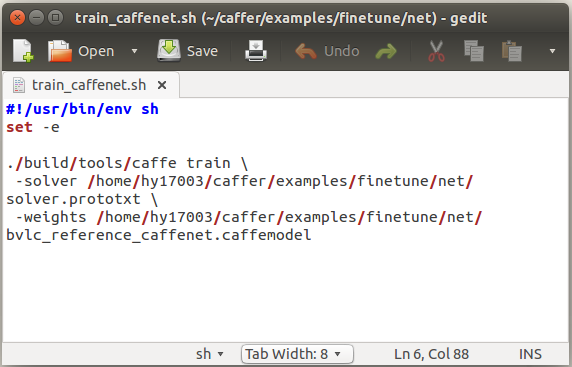 train_caffenet.sh (~/caffer/examples/finetune/net) - gedit
Open Save Undo
train_caffenet.sh
#!/usr/bin/env sh
set -e
./build/tools/caffe train \
-solver /home/hy17003/caffer/examples/finetune/net/
solver.prototxt \
-weights /home/hy17003/caffer/examples/finetune/net/
bvlc_reference_caffenet.caffemodel
sh Tab Width: 8 Ln 6, Col 88 INS